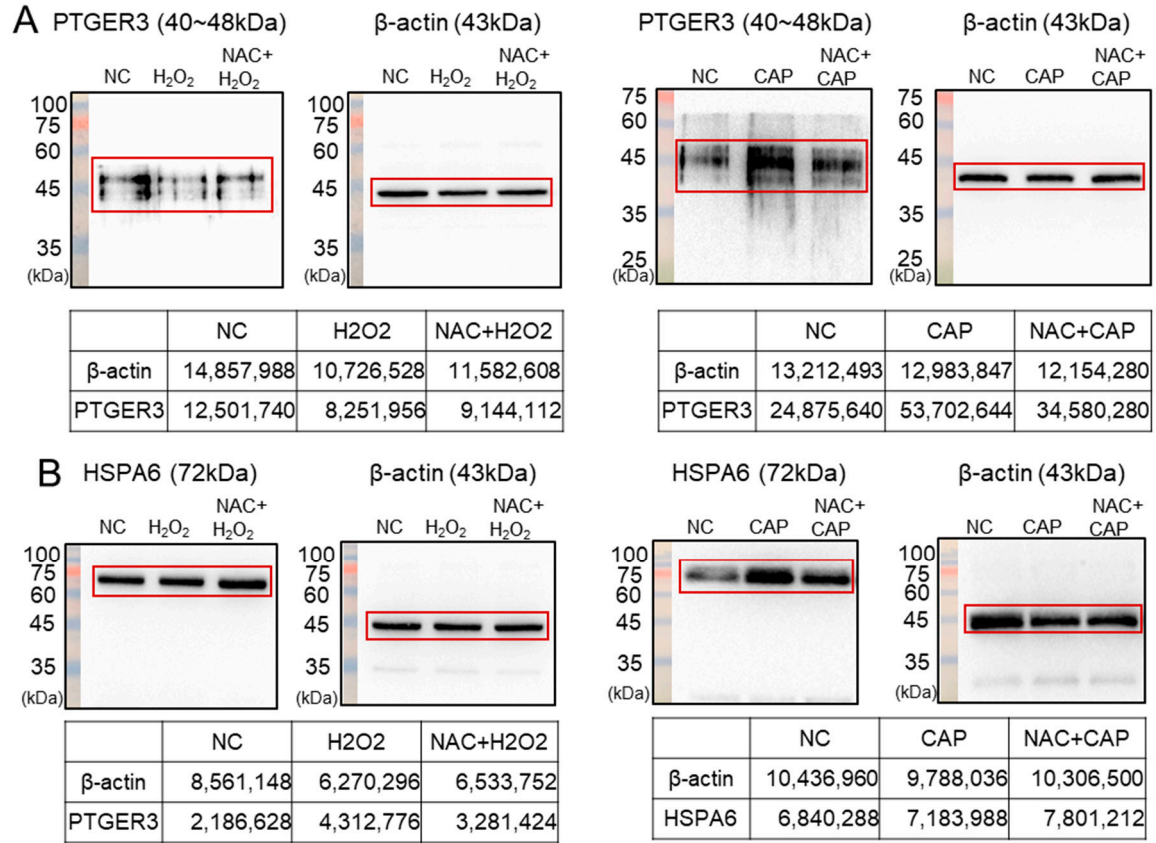 A
PTGER3 (40~48kDa)
β-actin (43kDa)
PTGER3 (40~48kDa)
β-actin (43kDa)
NC H₂O₂ NAC+ H₂O₂
NC H₂O₂ NAC+ H₂O₂
NC CAP NAC+ CAP
NC CAP NAC+ CAP
100
75
60
45
35
(kDa)
100
75
60
45
35
(kDa)
75
60
45
35
25
(kDa)
75
60
45
35
25
(kDa)
NC H2O2 NAC+H2O2
β-actin 14,857,988 10,726,528 11,582,608
PTGER3 12,501,740 8,251,956 9,144,112
NC CAP NAC+CAP
β-actin 13,212,493 12,983,847 12,154,280
PTGER3 24,875,640 53,702,644 34,580,280
B
HSPA6 (72kDa)
β-actin (43kDa)
HSPA6 (72kDa)
β-actin (43kDa)
NC H₂O₂ NAC+ H₂O₂
NC H₂O₂ NAC+ H₂O₂
NC CAP NAC+ CAP
NC CAP NAC+ CAP
100
75
60
45
35
(kDa)
100
75
60
45
35
(kDa)
100
75
60
45
35
(kDa)
100
75
60
45
35
(kDa)
NC H2O2 NAC+H2O2
β-actin 8,561,148 6,270,296 6,533,752
PTGER3 2,186,628 4,312,776 3,281,424
NC CAP NAC+CAP
β-actin 10,436,960 9,788,036 10,306,500
HSPA6 6,840,288 7,183,988 7,801,212